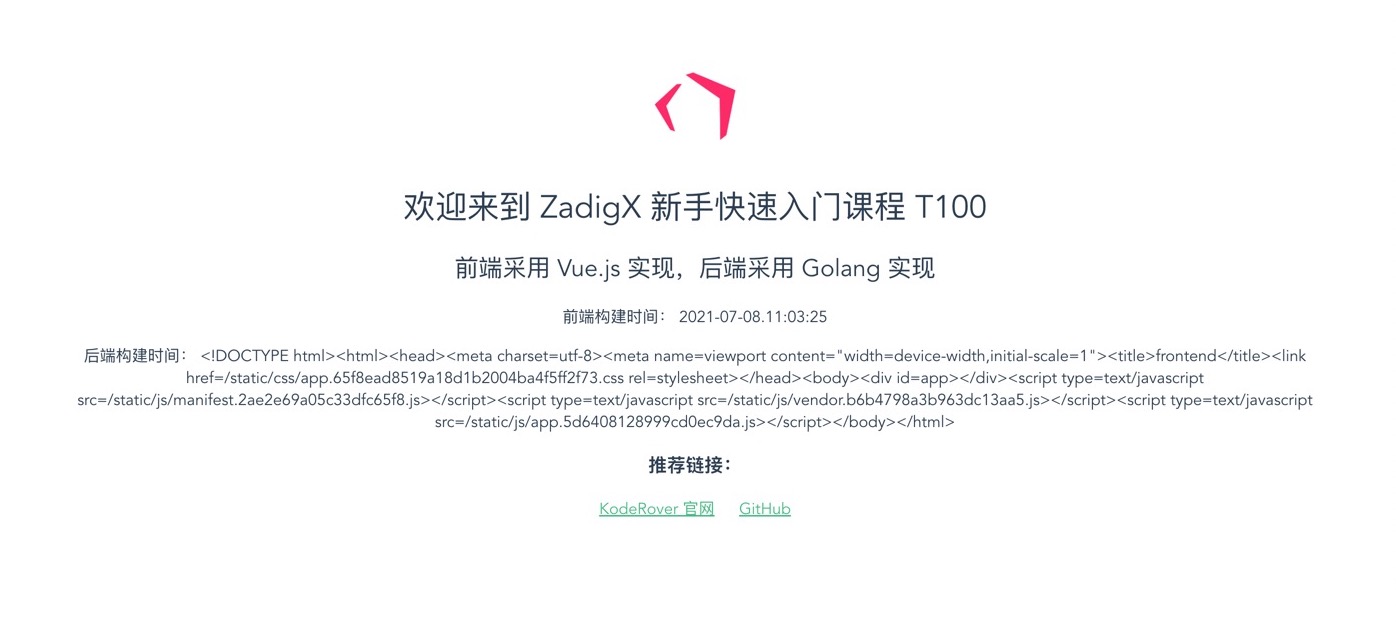 欢迎来到 ZadigX 新手快速入门课程 T100
前端采用 Vue.js 实现，后端采用 Golang 实现
前端构建时间： 2021-07-08.11:03:25
后端构建时间： <!DOCTYPE html><html><head><meta charset=utf-8><meta name=viewport content="width=device-width,initial-scale=1"><title>frontend</title><link
href=/static/css/app.65f8ead8519a18d1b2004ba4f5ff2f73.css rel=stylesheet></head><body><div id=app></div><script type=text/javascript
src=/static/js/manifest.2ae2e69a05c33dfc65f8.js></script><script type=text/javascript src=/static/js/vendor.b6b4798a3b963dc13aa5.js></script><script type=text/javascript
src=/static/js/app.5d6408128999cd0ec9da.js></script></body></html>
推荐链接：
KodeRover 官网 GitHub